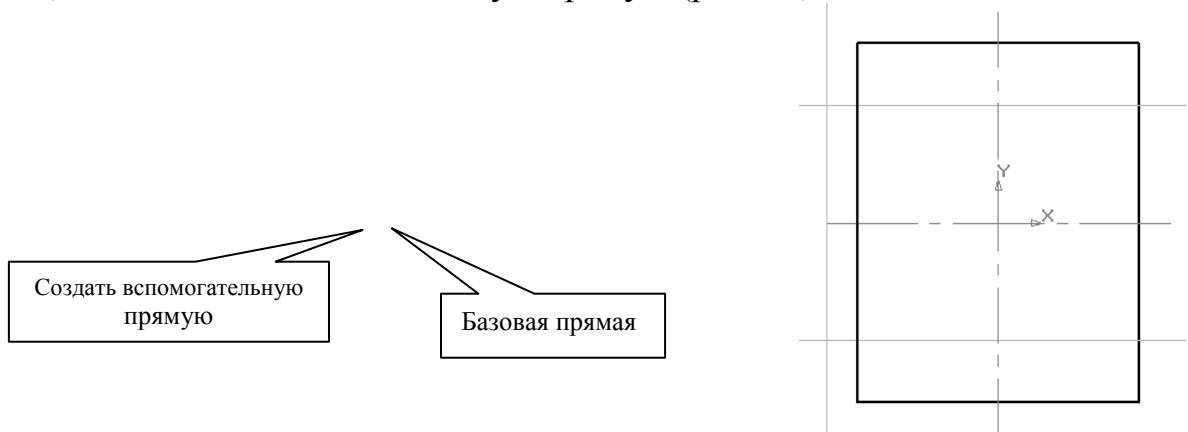 Создать вспомогательную
прямую
Базовая прямая
Y
X